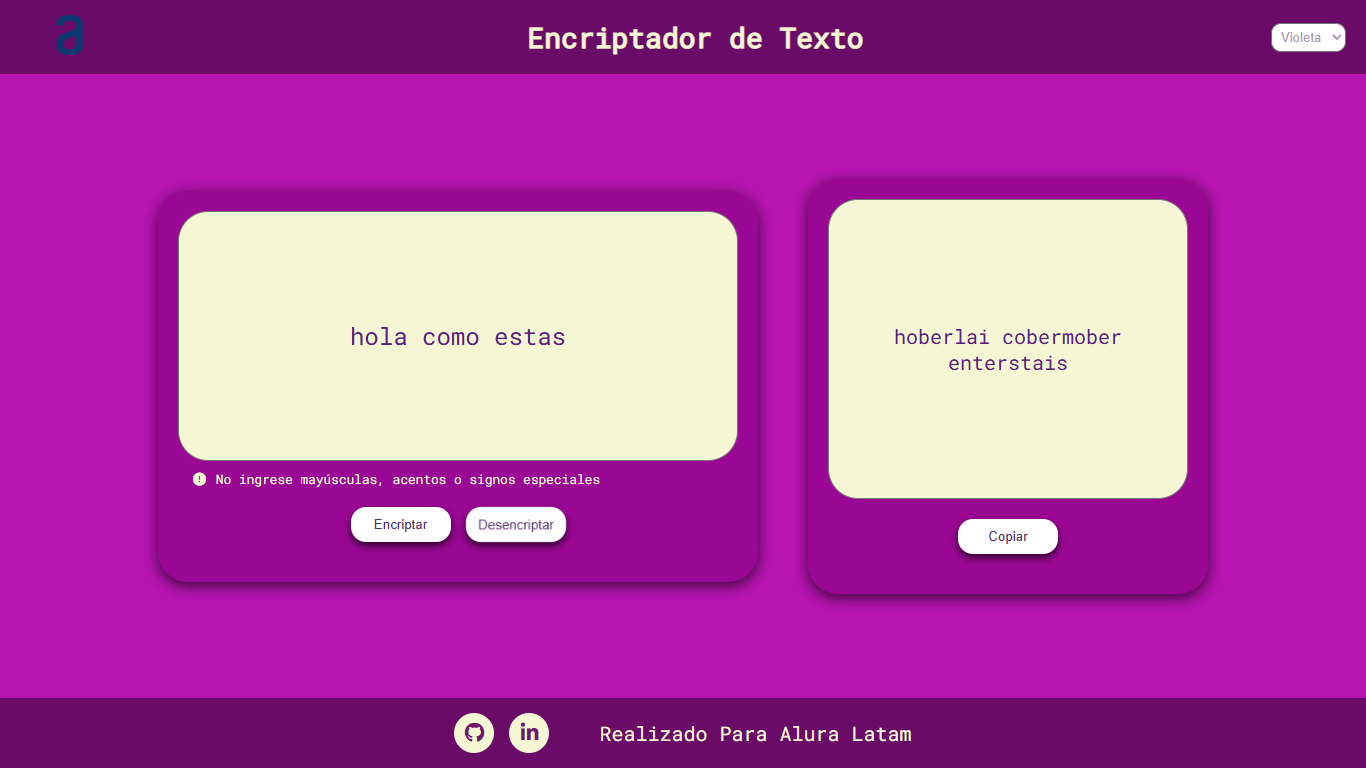 a
Encriptador de Texto
Violeta
hola como estas
No ingrese mayúsculas, acentos o signos especiales
Encriptar
Desencriptar
hoberlai cobermober
enterstais
Copiar
in
Realizado Para Alura Latam